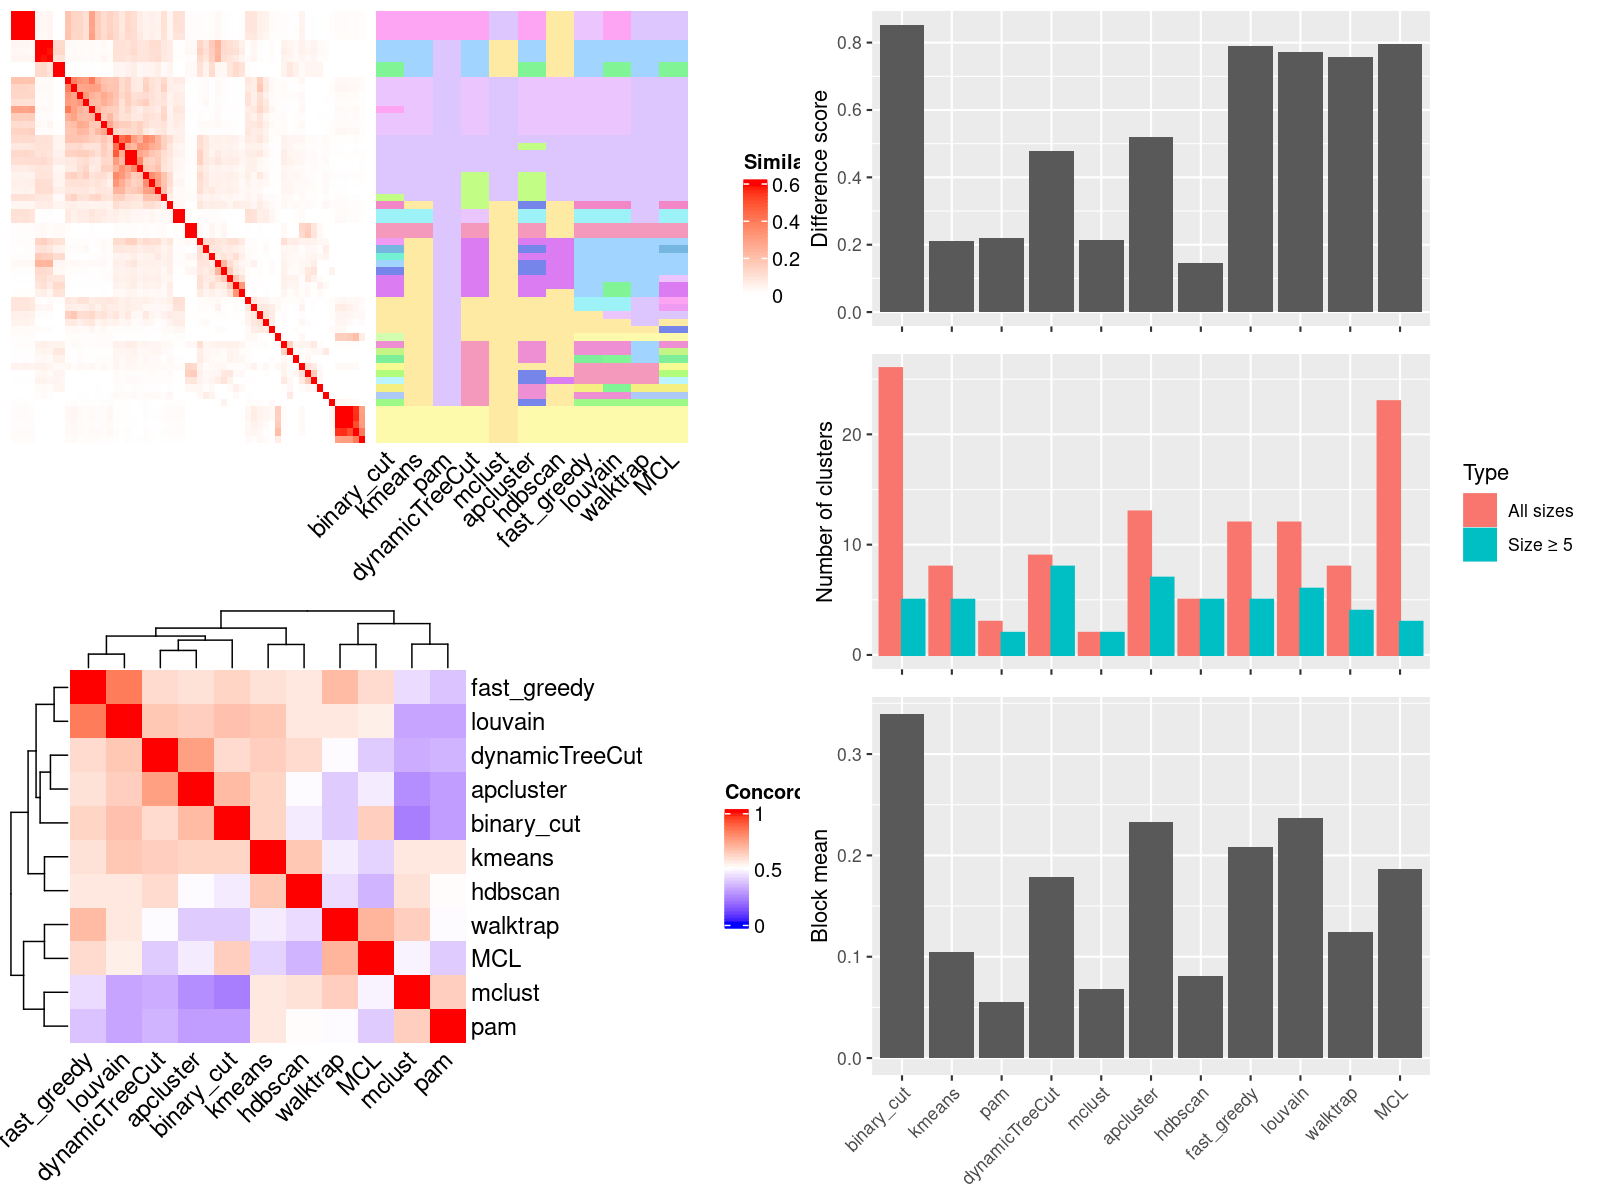 Simila
0.6
0.4
0.2
0
binary_cut
kmeans
pam
dynamicTreeCut
mclust
apcluster
hdbscan
fast_greedy
louvain
walktrap
MCL
Difference score
0.8
0.6
0.4
0.2
0.0
Number of clusters
20
10
0
Type
All sizes
Size ≥ 5
fast_greedy
louvain
dynamicTreeCut
apcluster
binary_cut
kmeans
hdbscan
walktrap
MCL
mclust
pam
fast_greedy
louvain
dynamicTreeCut
apcluster
binary_cut
kmeans
hdbscan
walktrap
MCL
mclust
pam
Concord
1
0.5
0
Block mean
0.3
0.2
0.1
0.0
binary_cut
kmeans
pam
dynamicTreeCut
mclust
apcluster
hdbscan
fast_greedy
louvain
walktrap
MCL